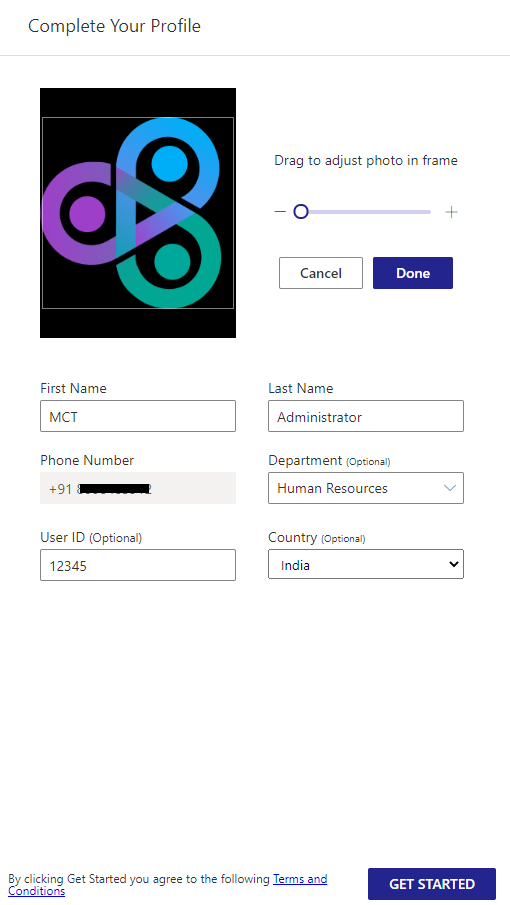 Complete Your Profile
Drag to adjust photo in frame
Cancel
Done
First Name
Last Name
MCT
Administrator
Phone Number
Department (Optional)
+91
Human Resources
User ID (Optional)
Country (Optional)
12345
India
By clicking Get Started you agree to the following Terms and
Conditions
GET STARTED